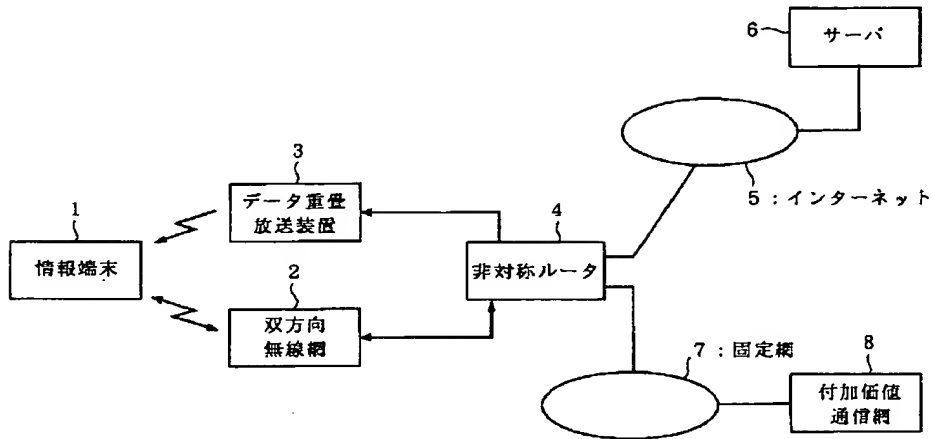 6
サーバ
3
データ重畳
放送装置
5：インターネット
1
4
情報端末
非対称ルータ
2
双方向
無線網
7：固定網
8
付加価値
通信網